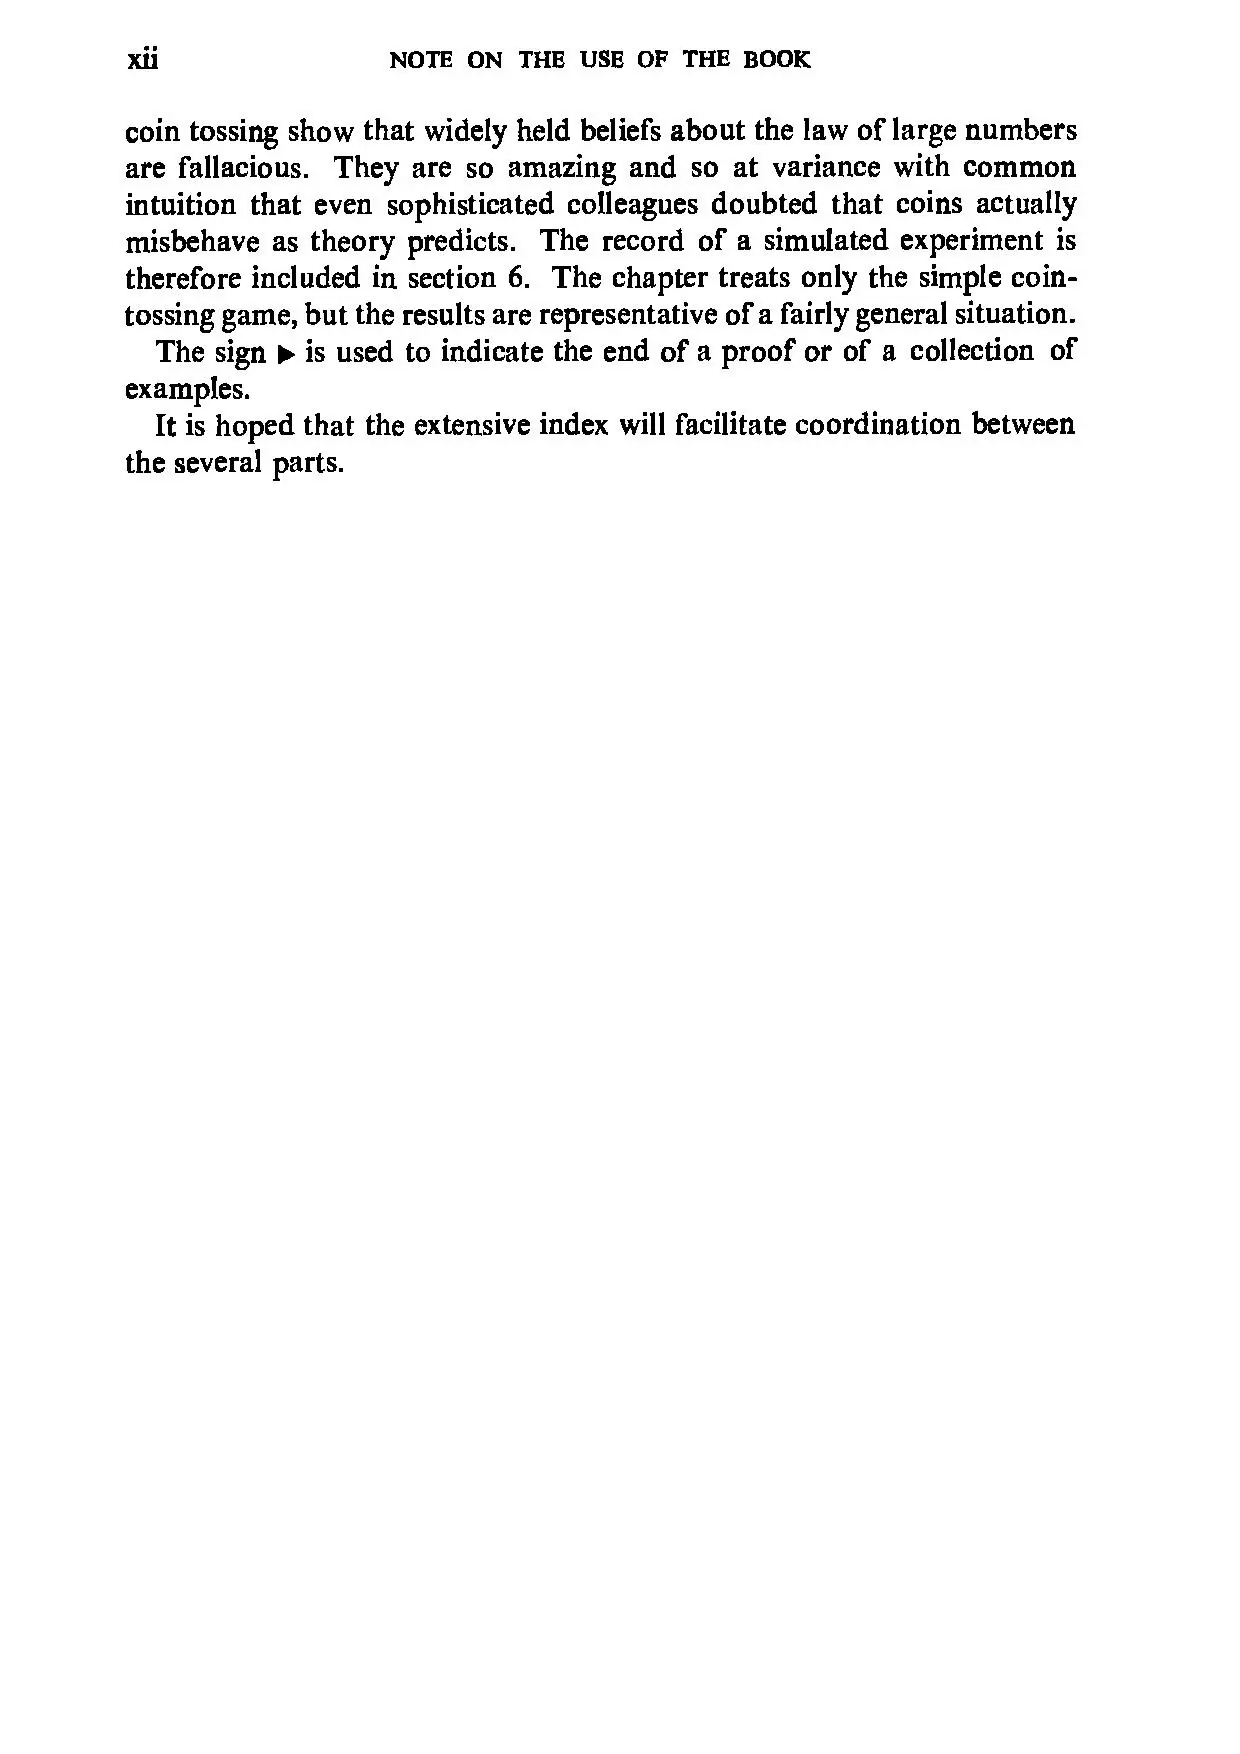 xii NOTE ON THE USE OF THE BOOK
coin tossing show that widely held beliefs about the law of large numbers
are fallacious. They are so amazing and so at variance with common
intuition that even sophisticated colleagues doubted that coins actually
misbehave as theory predicts. The record of a simulated experiment is
therefore included in section 6. The chapter treats only the simple coin-
tossing game, but the results are representative of a fairly general situation.
The sign ► is used to indicate the end of a proof or of a collection of
examples.
It is hoped that the extensive index will facilitate coordination between
the several parts.